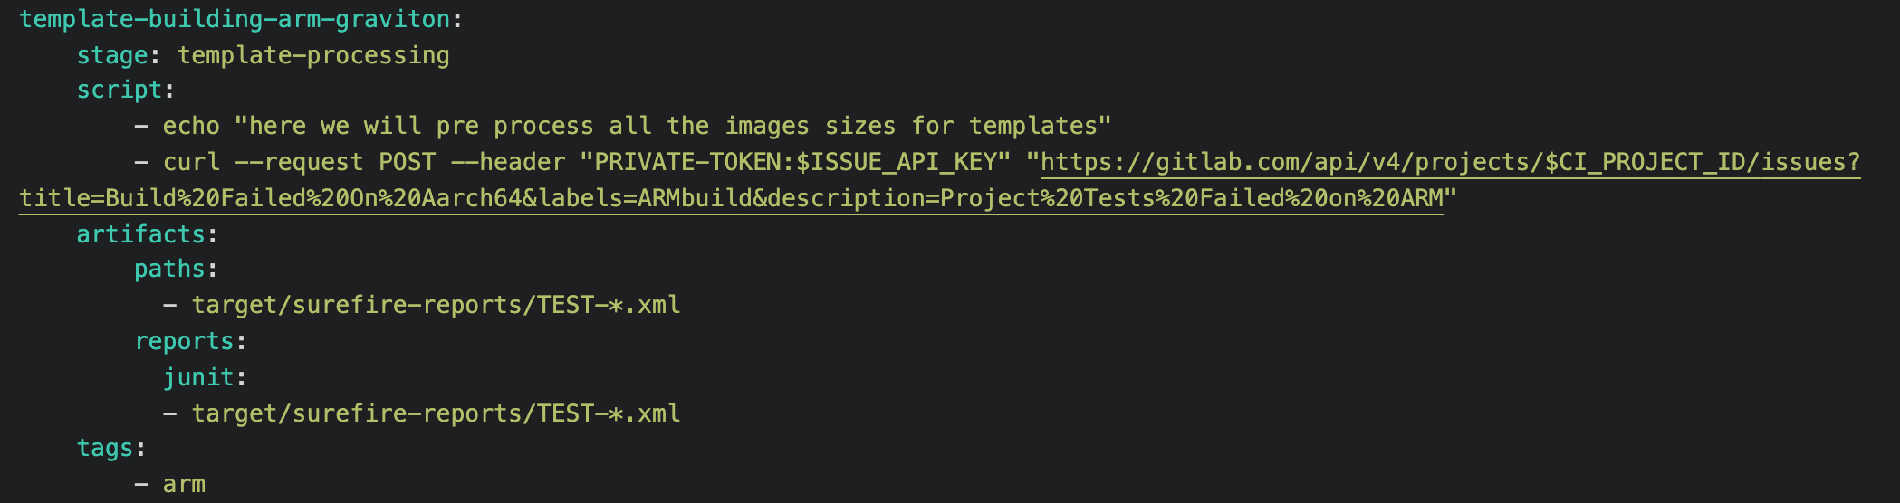 template-building-arm-graviton:
    stage: template-processing
    script:
        - echo "here we will pre process all the images sizes for templates"
        - curl --request POST --header "PRIVATE-TOKEN:$ISSUE_API_KEY" "https://gitlab.com/api/v4/projects/$CI_PROJECT_ID/issues?
title=Build%20Failed%20On%20Aarch64&labels=ARMbuild&description=Project%20Tests%20Failed%20on%20ARM"
    artifacts:
        paths:
          - target/surefire-reports/TEST-*.xml
        reports:
          junit:
          - target/surefire-reports/TEST-*.xml
    tags:
        - arm